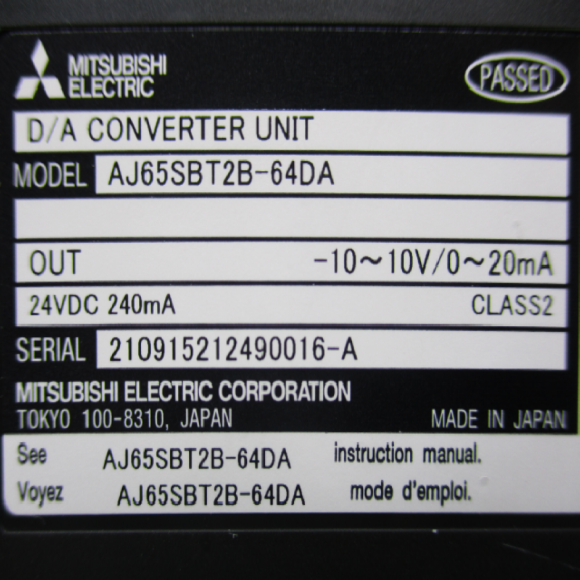 MITSUBISHI
ELECTRIC
PASSED
D/A CONVERTER UNIT
MODEL AJ65SBT2B-64DA
OUT -10~10V/0~20mA
24VDC 240mA CLASS2
SERIAL 210915212490016-A
MITSUBISHI ELECTRIC CORPORATION
TOKYO 100-8310, JAPAN MADE IN JAPAN
See AJ65SBT2B-64DA instruction manual.
Voyez AJ65SBT2B-64DA mode d'emploi.